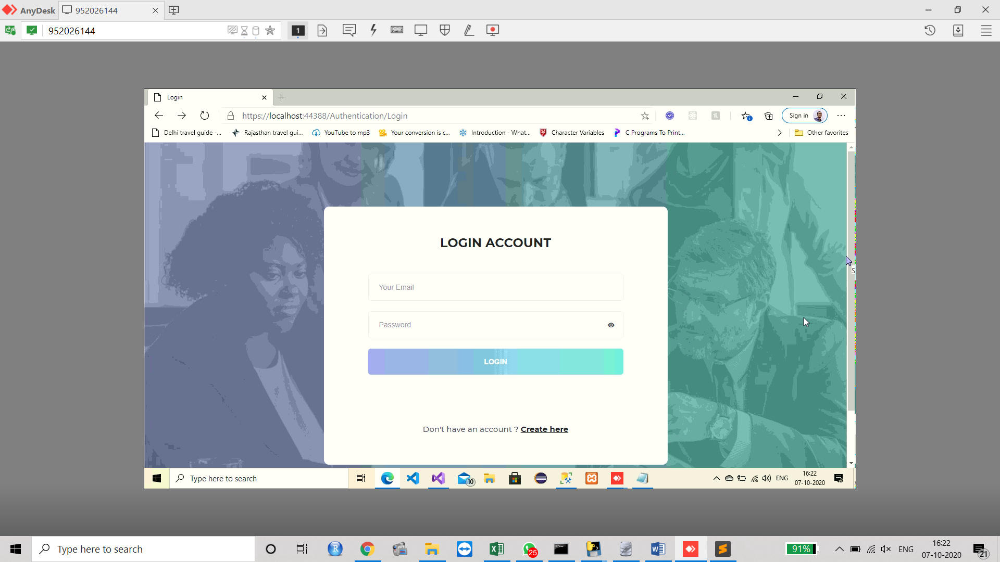 AnyDesk
952026144
952026144
1
Login
https://localhost:44388/Authentication/Login
Sign in
Delhi travel guide -...
Rajasthan travel gui...
YouTube to mp3
Your conversion is c...
Introduction - What...
Character Variables
C Programs To Print...
Other favorites
LOGIN ACCOUNT
Your Email
Password
LOGIN
Don't have an account ? Create here
S
Type here to search
10
ENG
16:22
07-10-2020
Type here to search
R
25
91%
ENG
16:22
07-10-2020
21